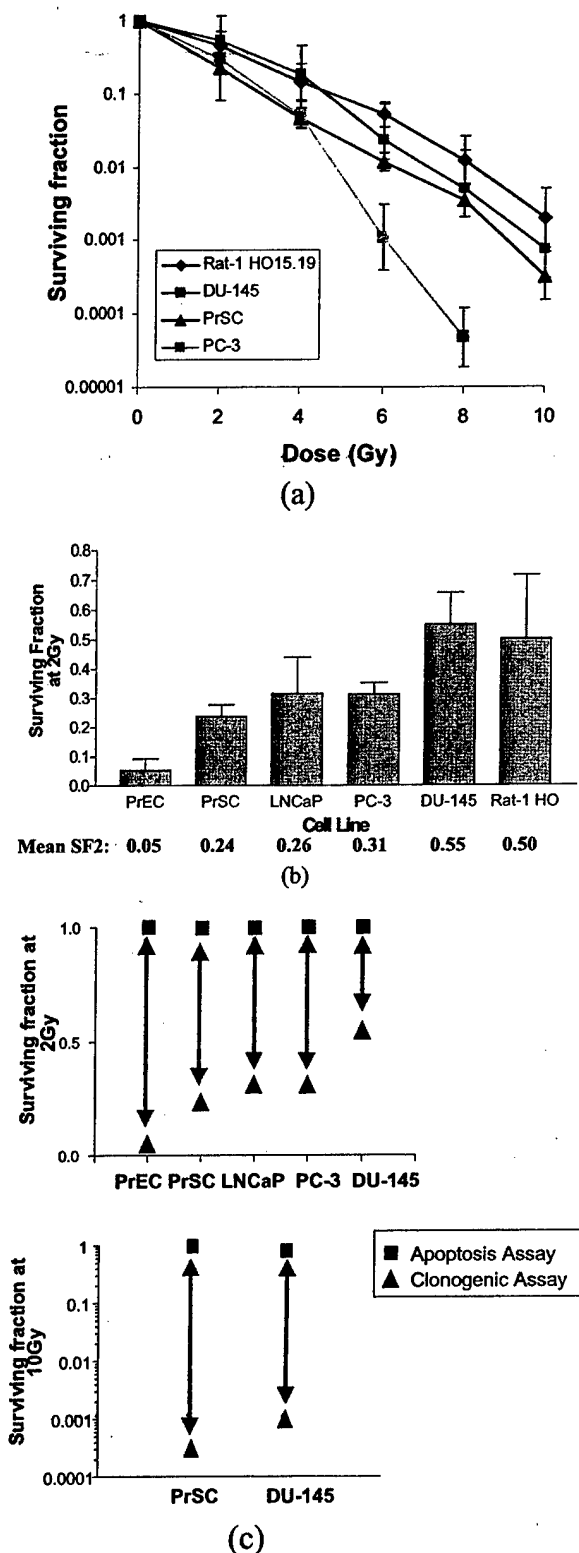 1
0.1
0.01
0.001
0.0001
0.00001
Surviving fraction
Rat-1 HO15.19
DU-145
PrSC
PC-3
0 2 4 6 8 10
Dose (Gy)
(a)
0.8
0.7
0.6
0.5
0.4
0.3
0.2
0.1
0.0
Surviving Fraction
at 2Gy
PrEC PrSC LNCaP PC-3 DU-145 Rat-1 HO
Cell Line
Mean SF2: 0.05 0.24 0.26 0.31 0.55 0.50
(b)
1.0
0.5
0.0
Surviving fraction at
2Gy
PrEC PrSC LNCaP PC-3 DU-145
Apoptosis Assay
Clonogenic Assay
1
0.1
0.01
0.001
0.0001
Surviving fraction at
10Gy
PrSC DU-145
(c)